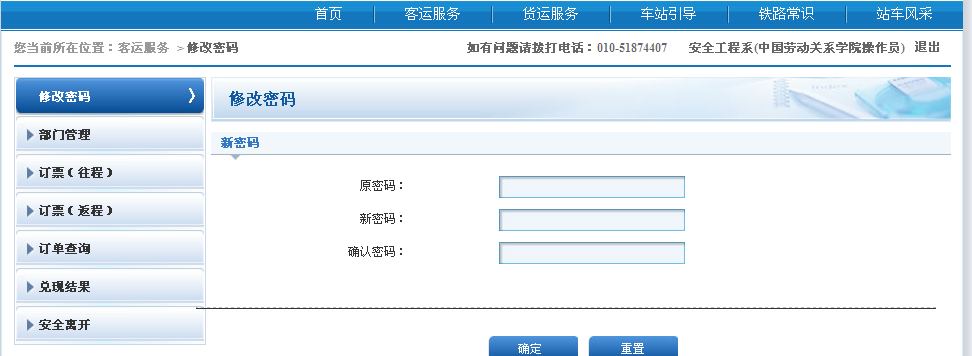 首页 客运服务 货运服务 车站引导 铁路常识 站车风采
您当前所在位置：客运服务 >修改密码 如有问题请拨打电话：010-51874407 安全工程系(中国劳动关系学院操作员) 退出
修改密码
部门管理
订票（往程）
订票（返程）
订单查询
兑现结果
安全离开
修改密码
新密码
原密码：
新密码：
确认密码：
确定 重置